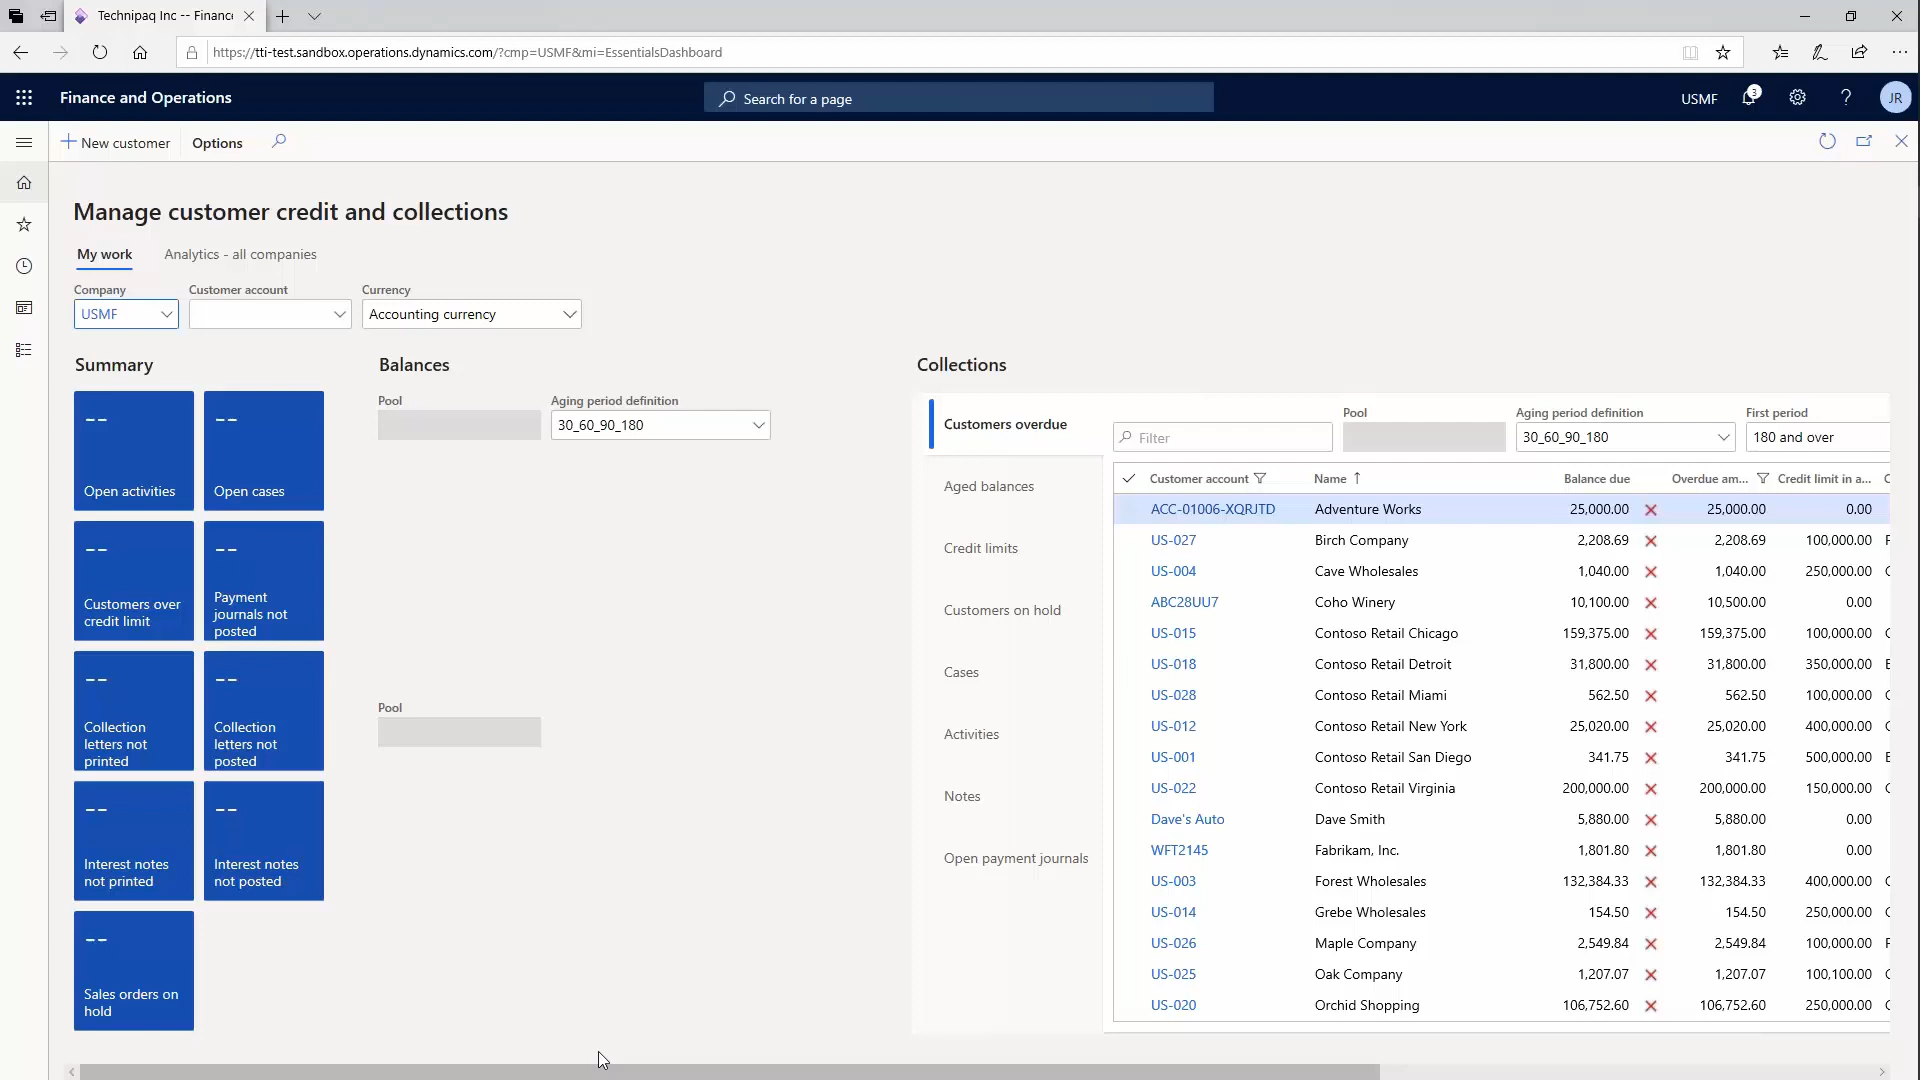 Technipaq Inc -- Financ
https://tti-test.sandbox.operations.dynamics.com/?cmp=USMF&mi=EssentialsDashboard
Finance and Operations
Search for a page
USMF
3
?
JR
New customer
Options
Manage customer credit and collections
My work
Analytics - all companies
Company
Customer account
Currency
USMF
Accounting currency
Summary
Balances
Collections
--
Open activities
--
Open cases
--
Customers over
credit limit
--
Payment
journals not
posted
--
Collection
letters not
printed
--
Collection
letters not
posted
--
Interest notes
not printed
--
Interest notes
not posted
--
Sales orders on
hold
Pool
Aging period definition
30_60_90_180
Pool
Customers overdue
Aged balances
Credit limits
Customers on hold
Cases
Activities
Notes
Open payment journals
Filter
Pool
Aging period definition
30_60_90_180
First period
180 and over
Customer account Name Balance due Overdue am... Credit limit in a... C
ACC-01006-XQRJTD Adventure Works 25,000.00 25,000.00 0.00
US-027 Birch Company 2,208.69 2,208.69 100,000.00 F
US-004 Cave Wholesales 1,040.00 1,040.00 250,000.00 C
ABC28UU7 Coho Winery 10,100.00 10,500.00 0.00
US-015 Contoso Retail Chicago 159,375.00 159,375.00 100,000.00 C
US-018 Contoso Retail Detroit 31,800.00 31,800.00 350,000.00 E
US-028 Contoso Retail Miami 562.50 562.50 100,000.00 C
US-012 Contoso Retail New York 25,020.00 25,020.00 400,000.00 C
US-001 Contoso Retail San Diego 341.75 341.75 500,000.00 E
US-022 Contoso Retail Virginia 200,000.00 200,000.00 150,000.00 C
Dave's Auto Dave Smith 5,880.00 5,880.00 0.00
WFT2145 Fabrikam, Inc. 1,801.80 1,801.80 0.00
US-003 Forest Wholesales 132,384.33 132,384.33 400,000.00 C
US-014 Grebe Wholesales 154.50 154.50 250,000.00 C
US-026 Maple Company 2,549.84 2,549.84 100,000.00 F
US-025 Oak Company 1,207.07 1,207.07 100,100.00 C
US-020 Orchid Shopping 106,752.60 106,752.60 250,000.00 C